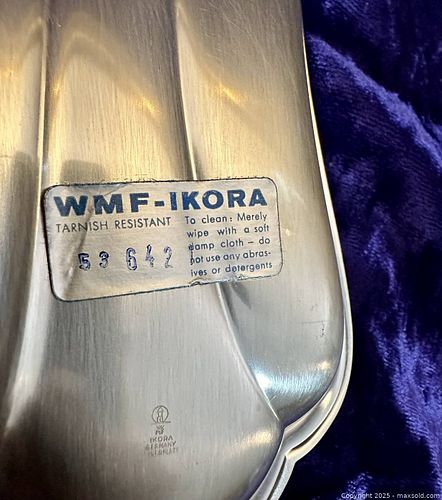 WMF-IKORA
TARNISH RESISTANT
53 642
To clean: Merely
wipe with a soft
damp cloth – do
not use any abras-
ives or detergents
IKORA
GERMANY
Copyright 2025 - maxsold.com